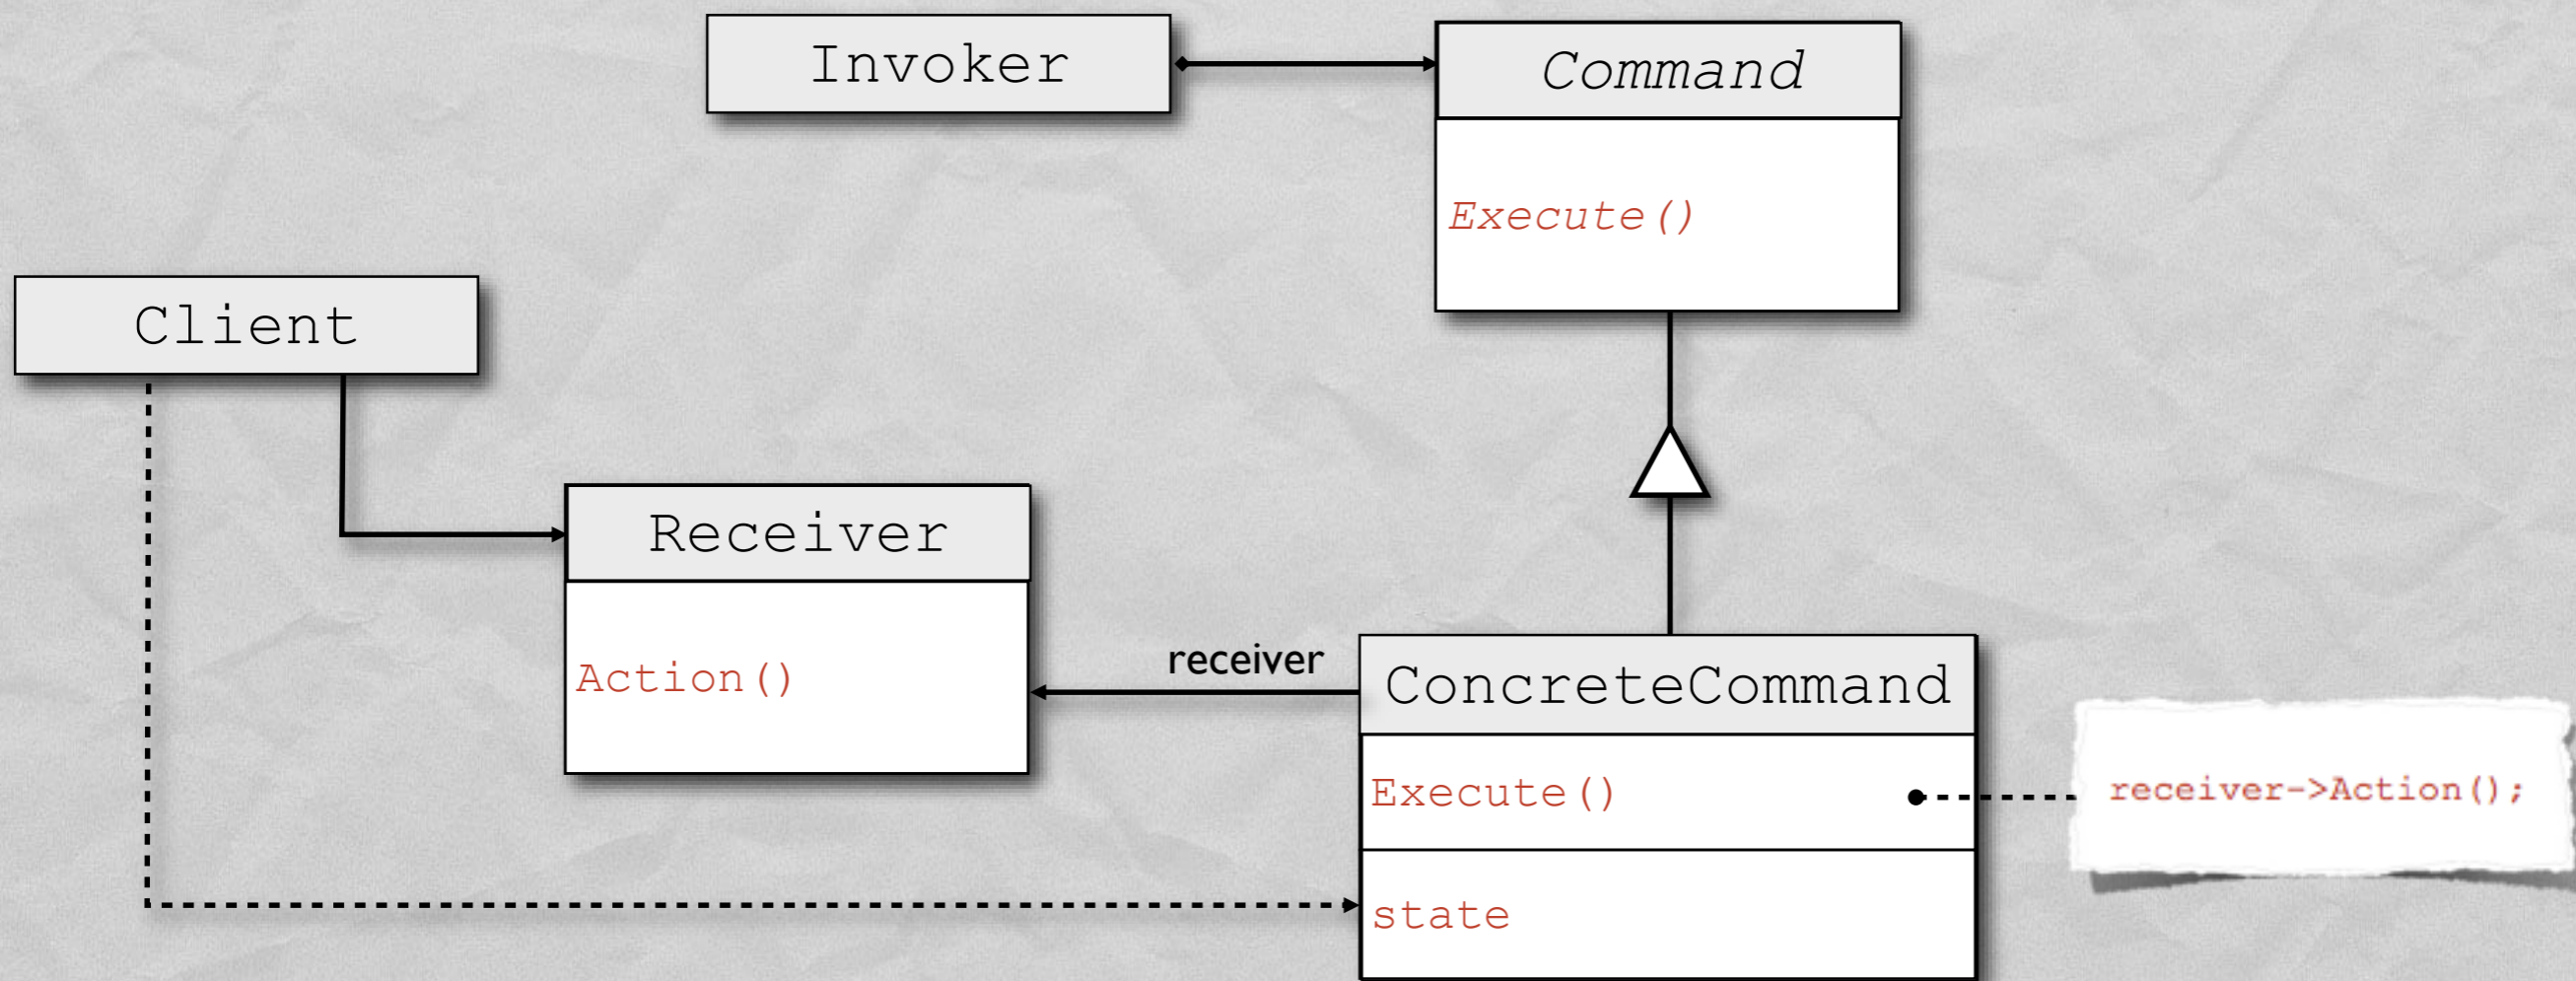 Invoker
Command
Execute()
Client
Receiver
Action()
receiver
ConcreteCommand
Execute()
receiver->Action();
state